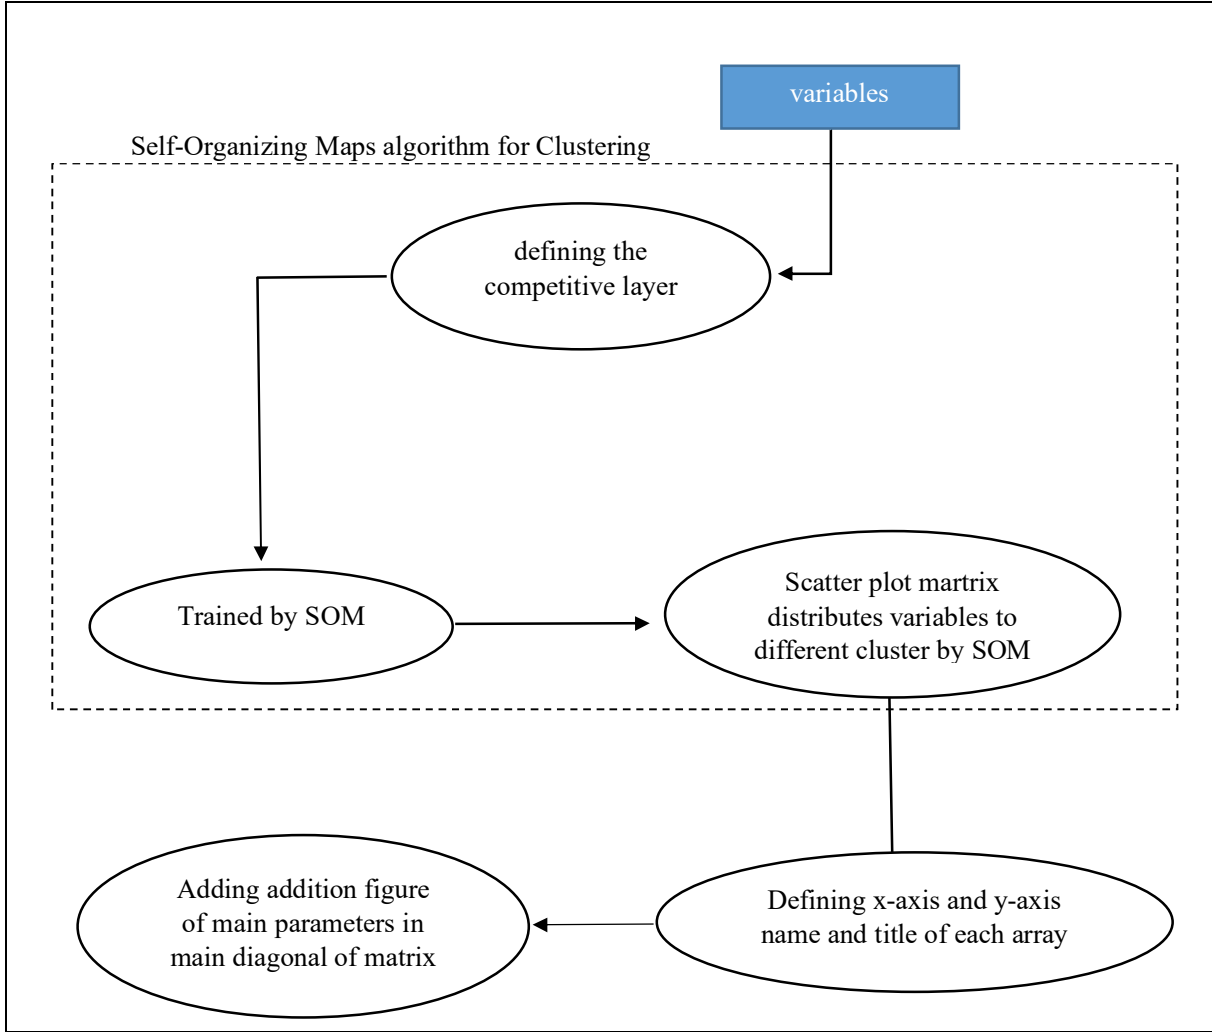 variables
Self-Organizing Maps algorithm for Clustering
defining the
competitive layer
Trained by SOM
Scatter plot martrix
distributes variables to
different cluster by SOM
Defining x-axis and y-axis
name and title of each array
Adding addition figure
of main parameters in
main diagonal of matrix